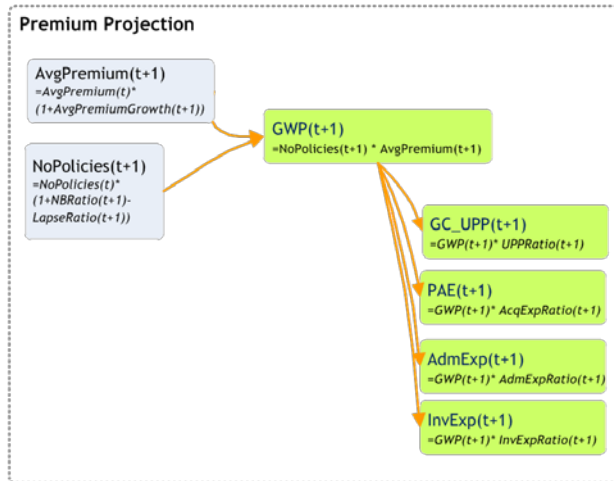 Premium Projection
AvgPremium(t+1)
=AvgPremium(t)*
(1+AvgPremiumGrowth(t+1))
GWP(t+1)
=NoPolicies(t+1) * AvgPremium(t+1)
NoPolicies(t+1)
=NoPolicies(t)*
(1+NBRatio(t+1)-
LapseRatio(t+1))
GC_UPP(t+1)
=GWP(t+1)* UPPRatio(t+1)
PAE(t+1)
=GWP(t+1)* AcqExpRatio(t+1)
AdmExp(t+1)
=GWP(t+1)* AdmExpRatio(t+1)
InvExp(t+1)
=GWP(t+1)* InvExpRatio(t+1)